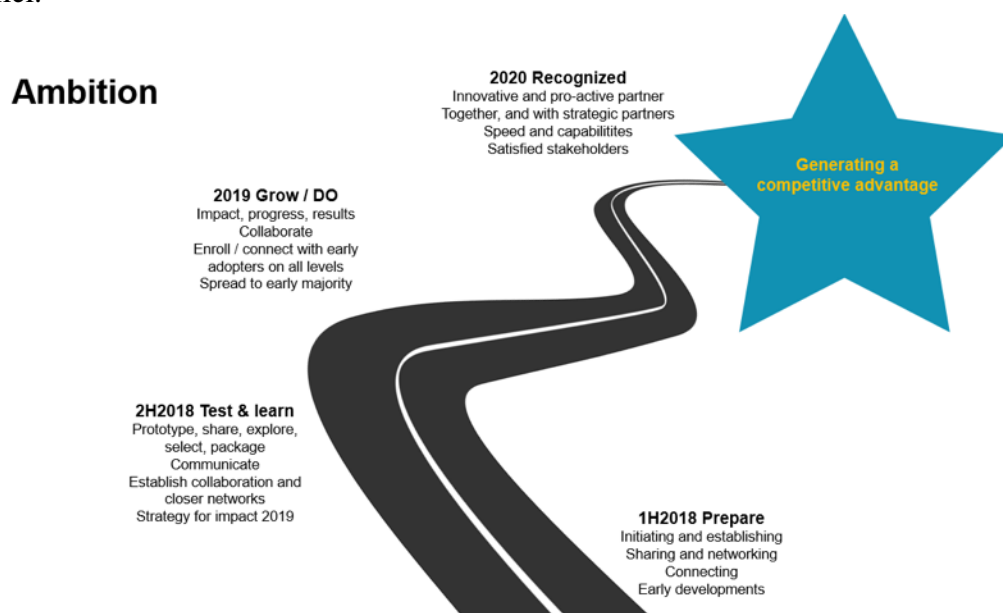 Ambition
2020 Recognized
Innovative and pro-active partner
Together, and with strategic partners
Speed and capabilitites
Satisfied stakeholders
Generating a
competitive advantage
2019 Grow / DO
Impact, progress, results
Collaborate
Enroll / connect with early
adopters on all levels
Spread to early majority
2H2018 Test & learn
Prototype, share, explore,
select, package
Communicate
Establish collaboration and
closer networks
Strategy for impact 2019
1H2018 Prepare
Initiating and establishing
Sharing and networking
Connecting
Early developments